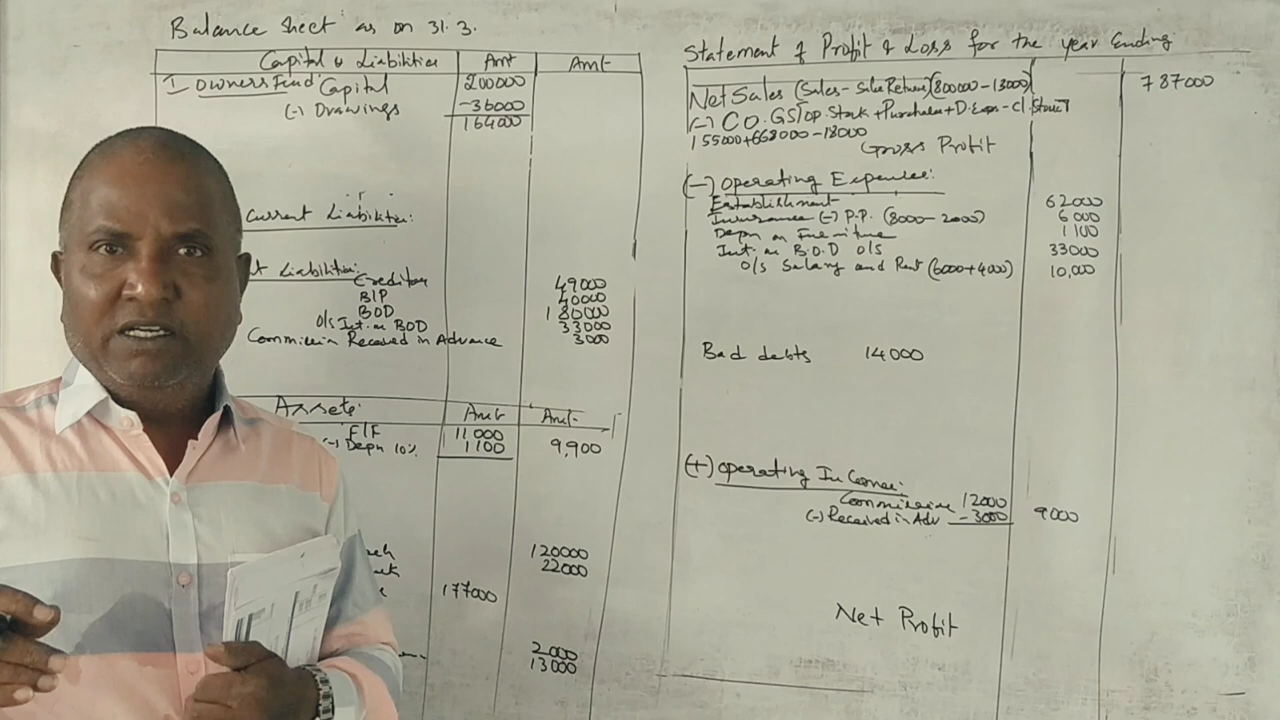 Balance Sheet as on 31.3.
Capital & Liabilities Amt Amt
I Owners Fund Capital 200000
(-) Drawings -36000
164000
Current Liabilities:
t Liabilities:
Creditors 49000
B/P 40000
BOD 180000
O/s Int. on BOD 33000
Commission Received in Advance 3000
Assets: Amt Amt
F/F 11000
(-) Depn 10% 1100 9,900
120000
22000
177000
2000
13000
Statement of Profit & Loss for the year Ending
Net Sales (Sales - Sales Returns) (800000 - 13000) 787000
(-) CO.GS/Op. Stock + Purchases + D.Exps - Cl. Stock
155000+668000-18000
Gross Profit
(-) Operating Expenses:
Establishment 62000
Insurance (-) P.P. (8000 - 2000) 6000
Depn on Furniture 1100
Int. on B.O.D O/s 33000
O/s Salary and Rent (6000+4000) 10,000
Bad debts 14000
(+) Operating Income:
Commission 12000
(-) Received in Adv - 3000 9000
Net Profit